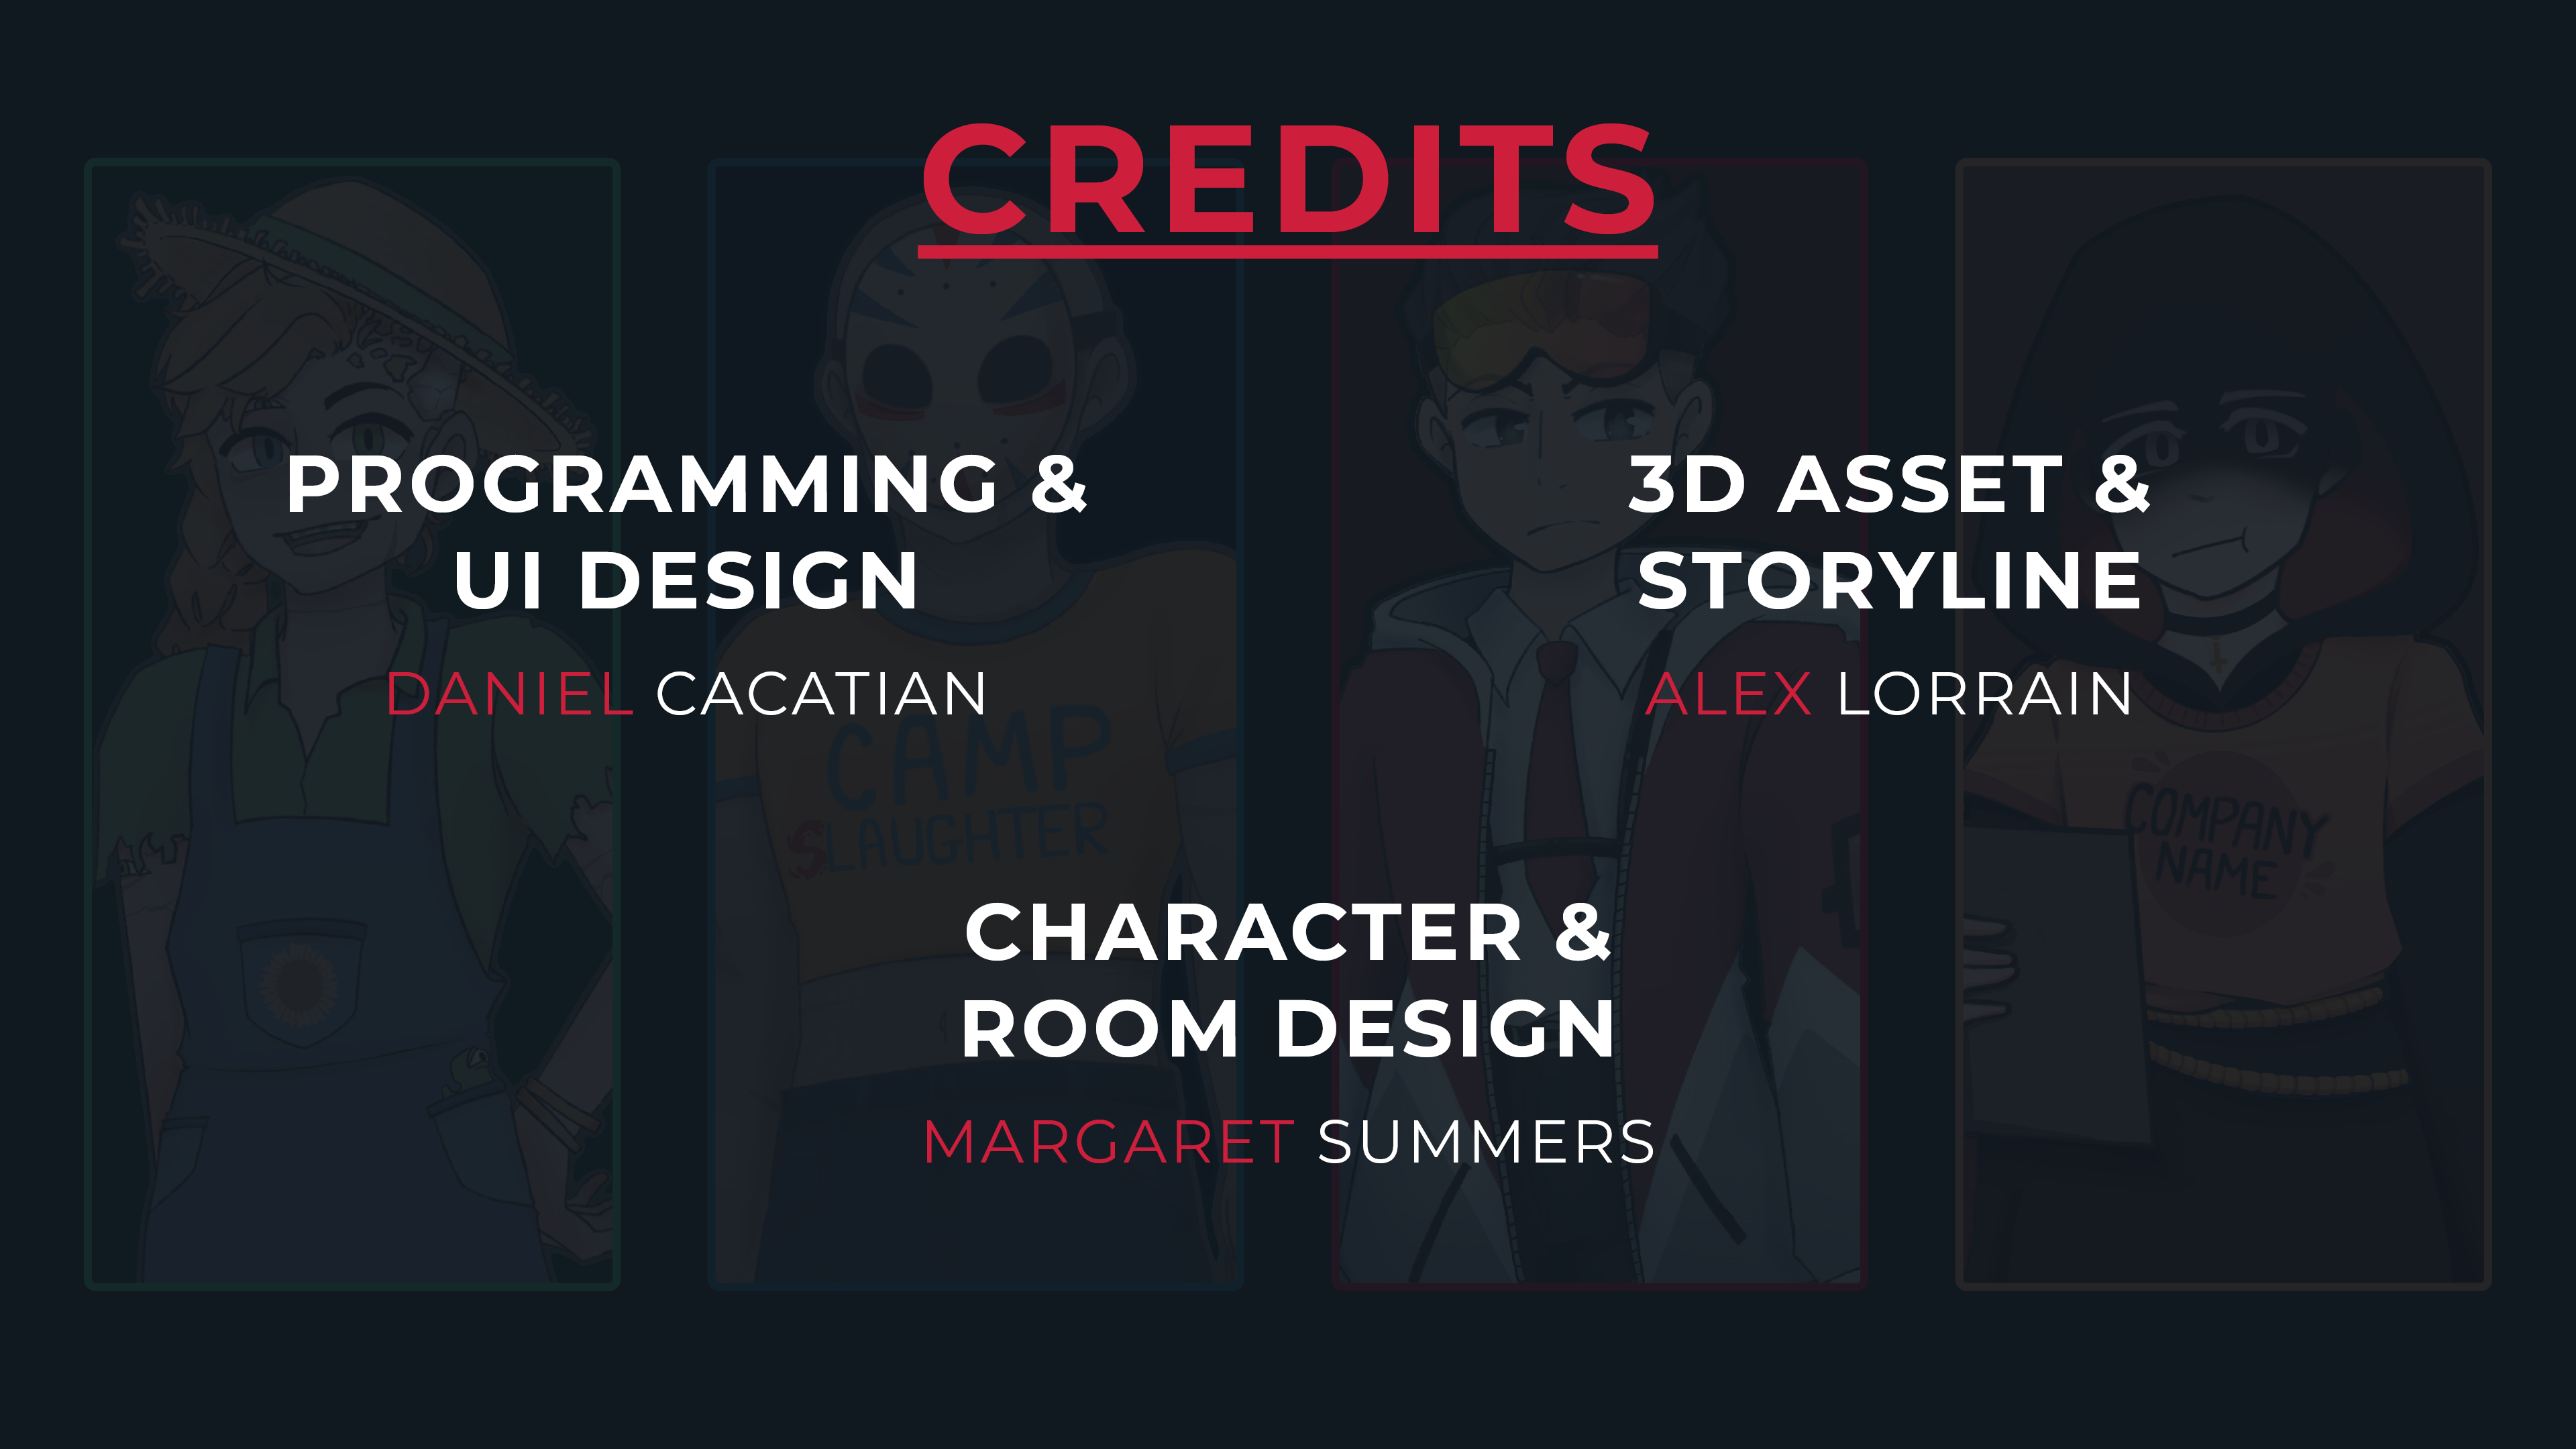 CREDITS
PROGRAMMING &
UI DESIGN
DANIEL CACATIAN
3D ASSET &
STORYLINE
ALEX LORRAIN
CAMP
SLAUGHTER
COMPANY
NAME
CHARACTER &
ROOM DESIGN
MARGARET SUMMERS